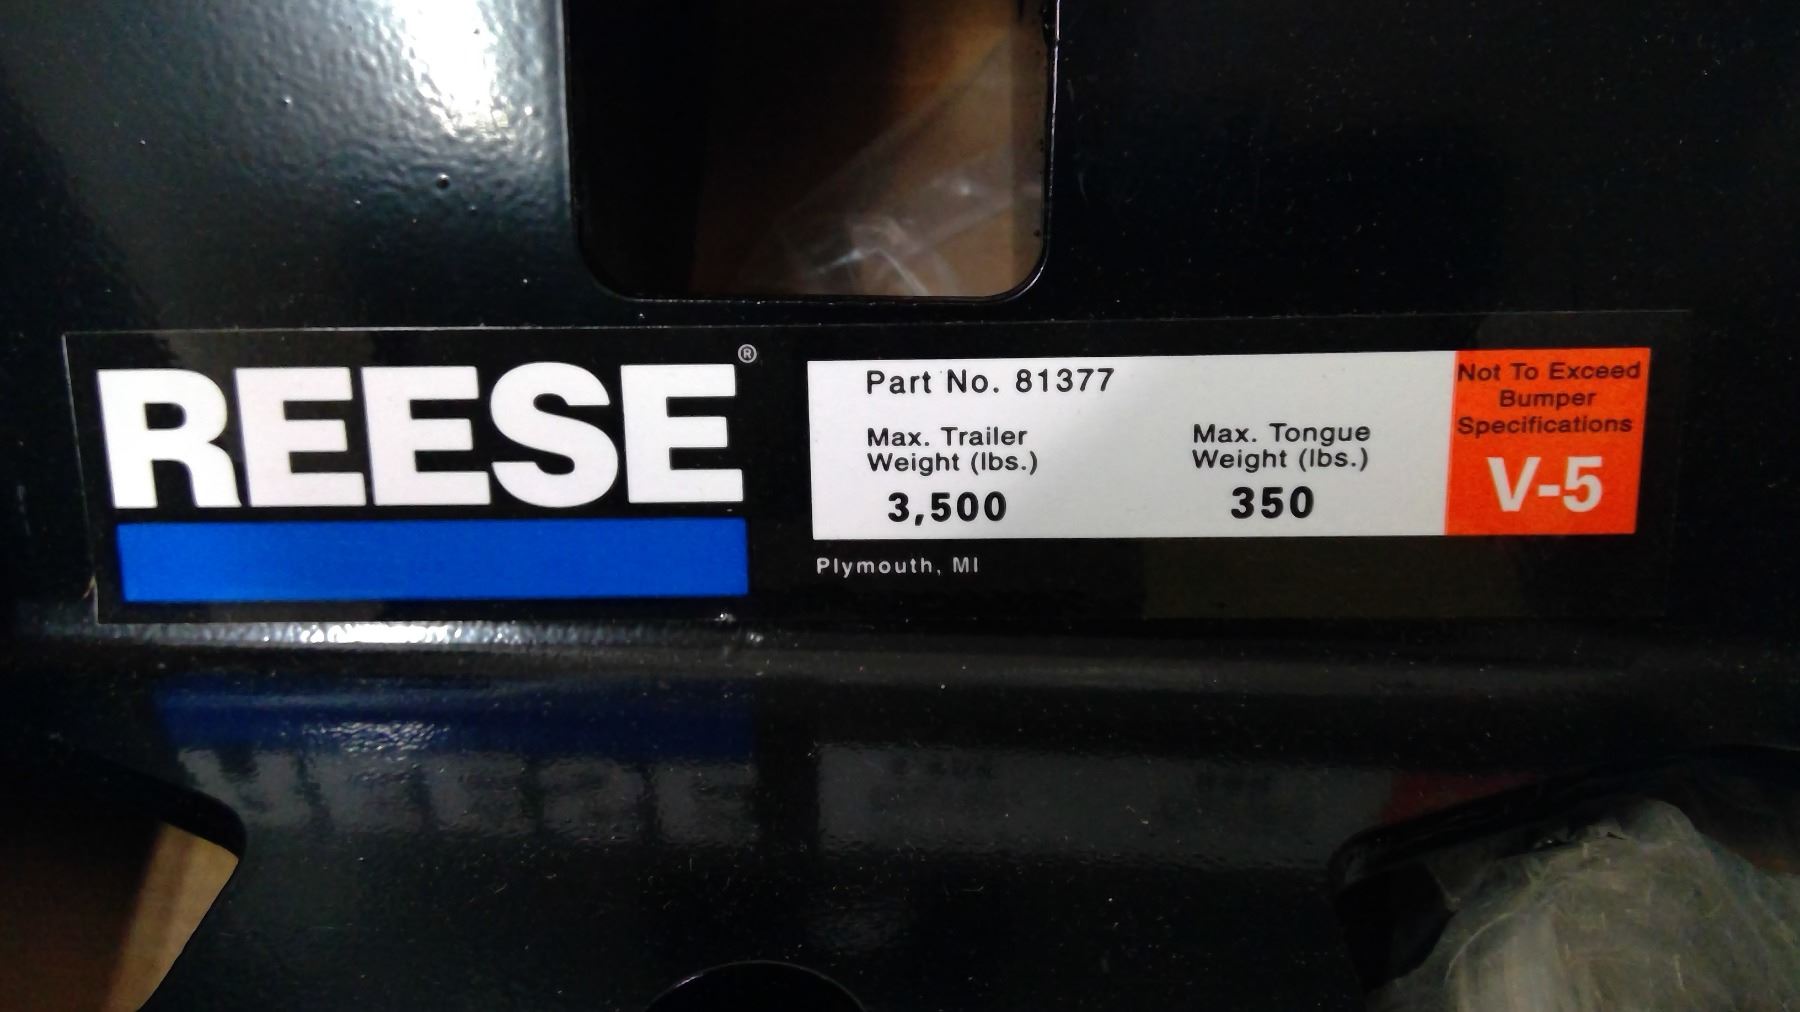 REESE®
Part No. 81377
Max. Trailer
Weight (lbs.)
3,500
Max. Tongue
Weight (lbs.)
350
Not To Exceed
Bumper
Specifications
V-5
Plymouth, MI